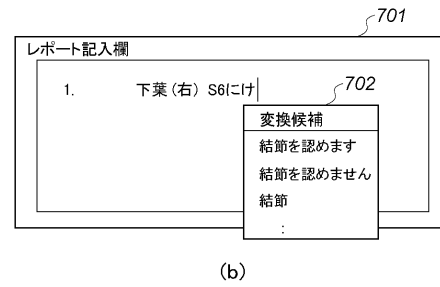 701
レポート記入欄
1. 下葉(右) S6にけ
702
変換候補
結節を認めます
結節を認めません
結節
:
(b)